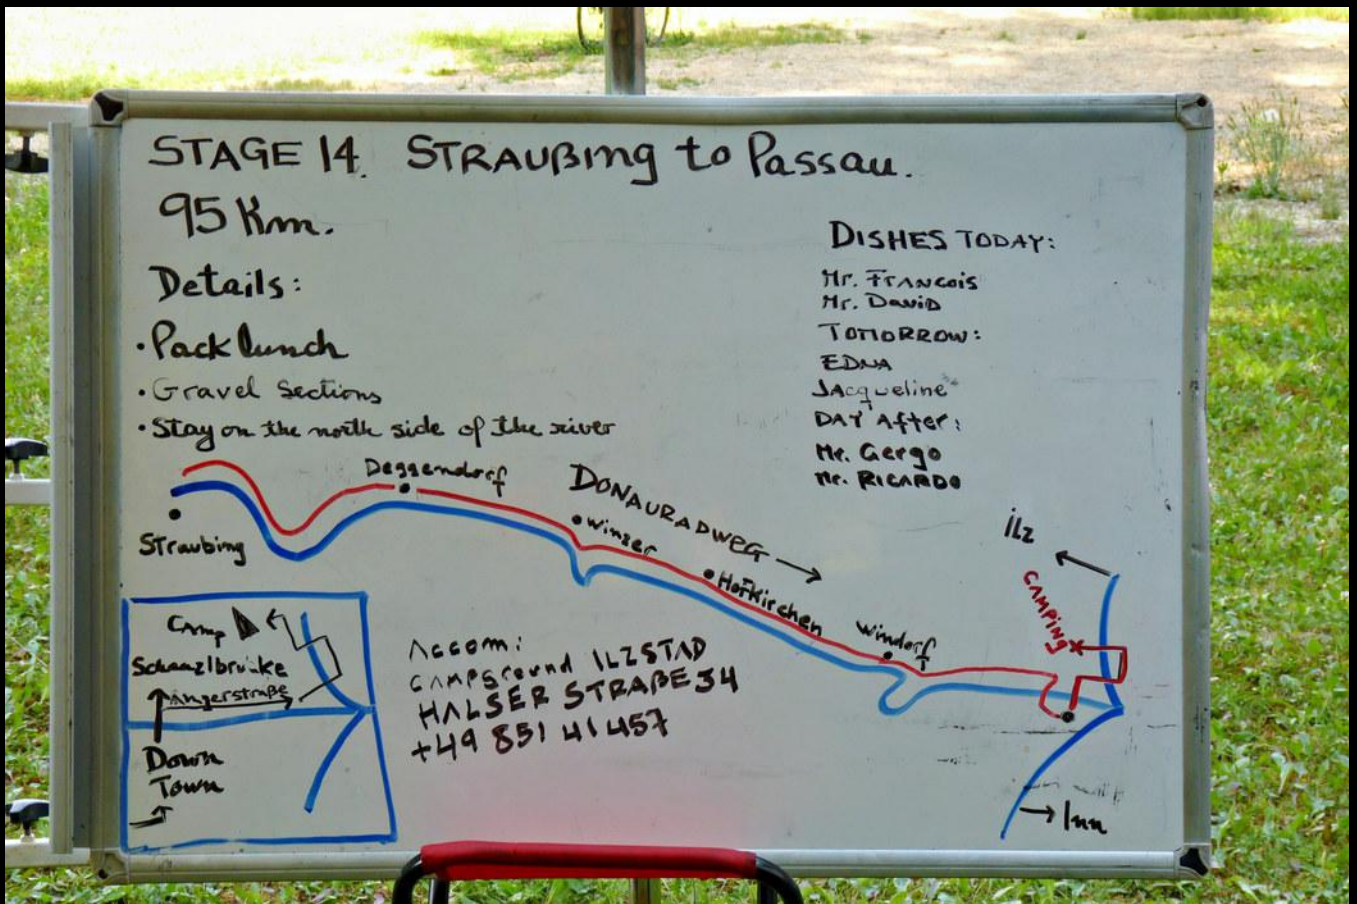 STAGE 14. STRAUßing to Passau.
95 Km.
Details:
• Pack lunch
• Gravel Sections
• Stay on the north side of the river
DISHES TODAY:
Mr. FRANCOIS
Mr. David
TOMORROW:
EDNA
JAcqueline
DAY After:
Mr. Gergo
Mr. RICARDO
Straubing
Deggendorf
DONAURADWEG
winzer
Hofkirchen
windorf
iLZ
CAMPING
Inn
Camp
Schanzlbrucke
Angerstraße
Down
Town
Accom:
CAMPSround ILZSTAD
HALSER STRAßE 34
+49 851 41457